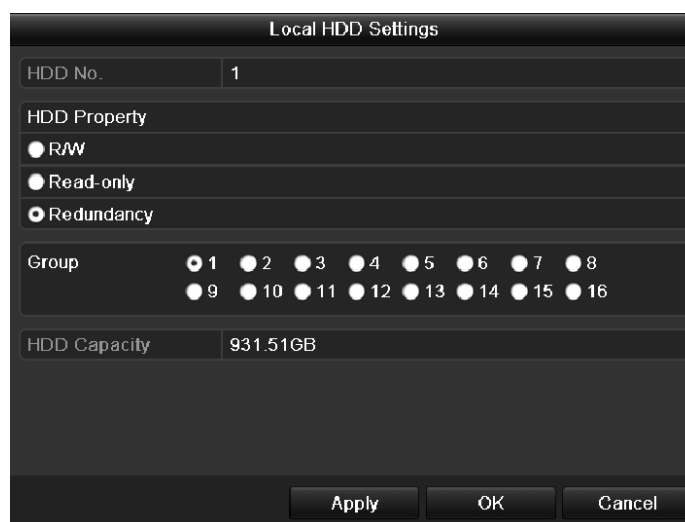 Local HDD Settings
HDD No. 1
HDD Property
R/W
Read-only
Redundancy
Group 1 2 3 4 5 6 7 8
9 10 11 12 13 14 15 16
HDD Capacity 931.51GB
Apply OK Cancel